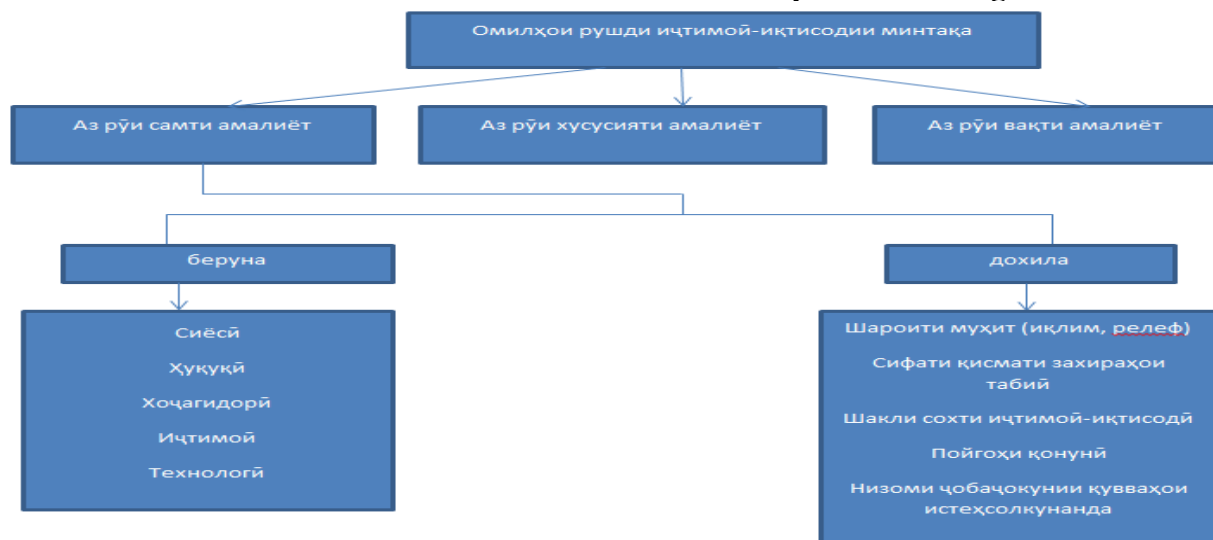 Омилҳои рушди иҷтимоӣ-иқтисодии минтақа
Аз рӯи самти амалиёт
Аз рӯи хусусияти амалиёт
Аз рӯи вақти амалиёт
беруна
дохила
Сиёсӣ
Ҳуқуқӣ
Хоҷагидорӣ
Иҷтимоӣ
Технологӣ
Шароити муҳит (иқлим, релеф)
Сифати қисмати захираҳои
табиӣ
Шакли сохти иҷтимоӣ-иқтисодӣ
Пойгоҳи қонунӣ
Низоми ҷобаҷокунии қувваҳои
истеҳсолкунанда